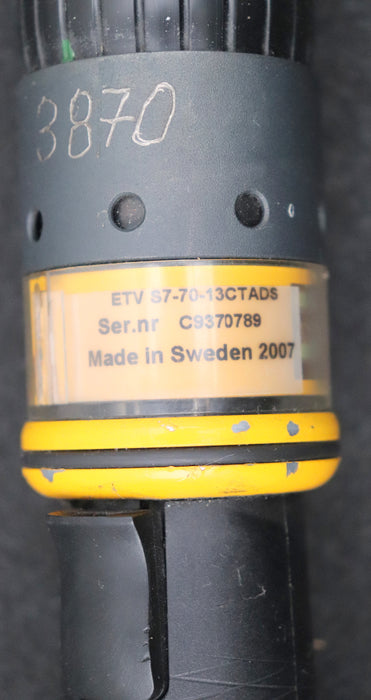 3870
ETV S7-70-13CTADS
Ser.nr C9370789
Made in Sweden 2007